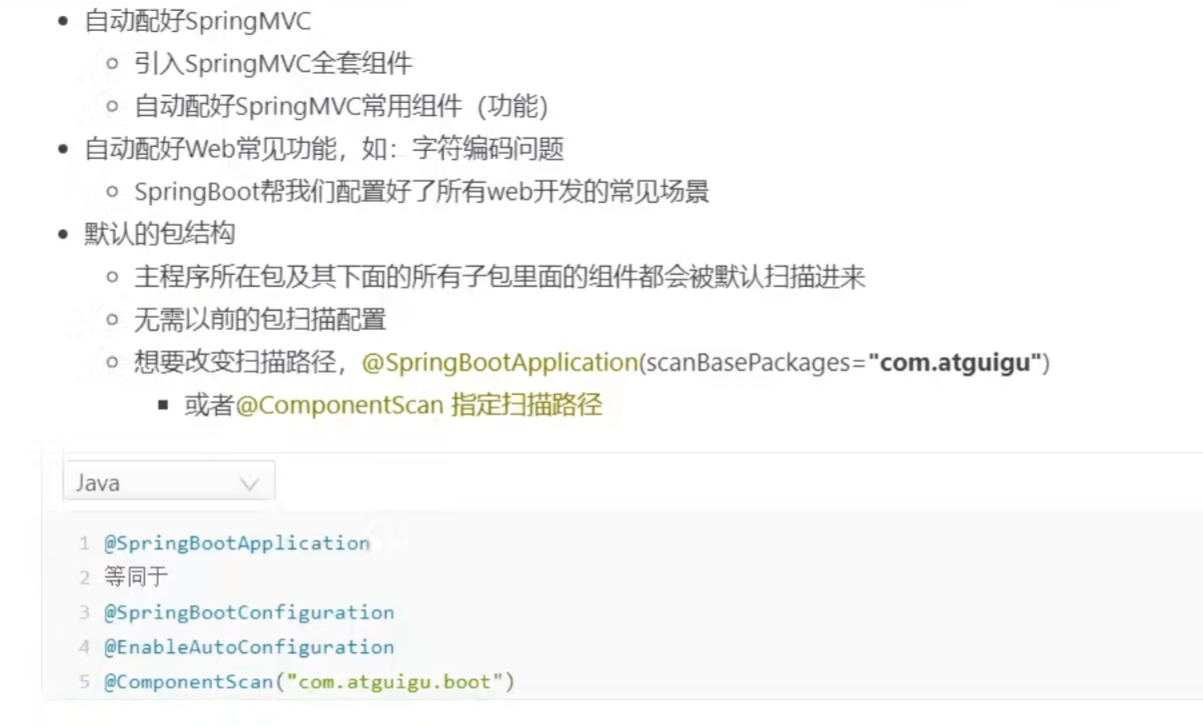 自动配好SpringMVC
引入SpringMVC全套组件
自动配好SpringMVC常用组件（功能）
自动配好Web常见功能，如：字符编码问题
SpringBoot帮我们配置好了所有web开发的常见场景
默认的包结构
主程序所在包及其下面的所有子包里面的组件都会被默认扫描进来
无需以前的包扫描配置
想要改变扫描路径，@SpringBootApplication(scanBasePackages="com.atguigu")
或者@ComponentScan 指定扫描路径
Java
1 @SpringBootApplication
2 等同于
3 @SpringBootConfiguration
4 @EnableAutoConfiguration
5 @ComponentScan("com.atguigu.boot")